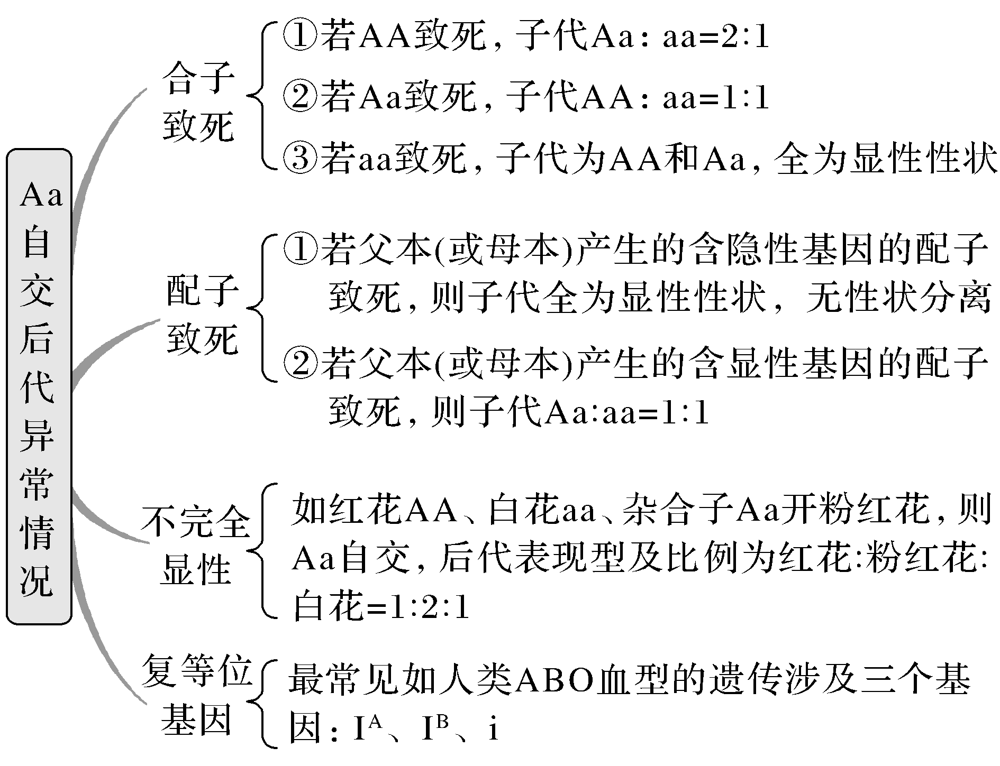 Aa自交后代异常情况
合子
致死
①若AA致死，子代Aa：aa=2∶1
②若Aa致死，子代AA：aa=1∶1
③若aa致死，子代为AA和Aa，全为显性性状
配子
致死
①若父本(或母本)产生的含隐性基因的配子
致死，则子代全为显性性状，无性状分离
②若父本(或母本)产生的含显性基因的配子
致死，则子代Aa∶aa=1∶1
不完全
显性
如红花AA、白花aa、杂合子Aa开粉红花，则
Aa自交，后代表现型及比例为红花∶粉红花∶
白花=1∶2∶1
复等位
基因
最常见如人类ABO血型的遗传涉及三个基
因：Iᴬ、Iᴮ、i